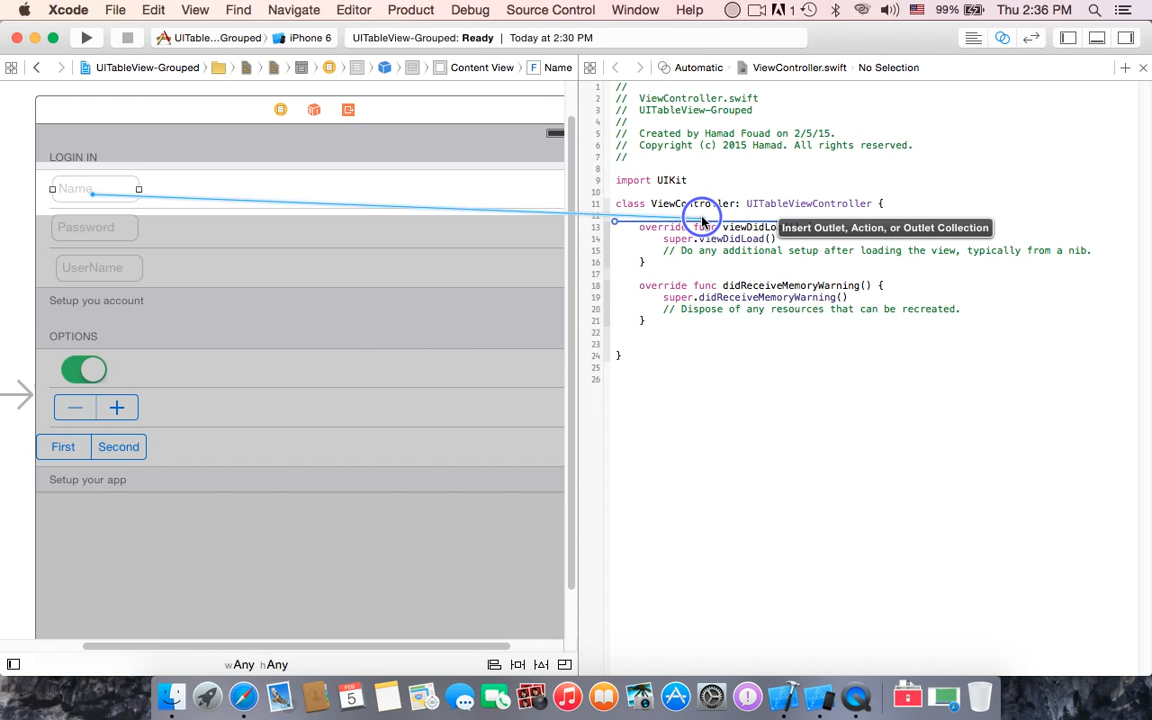 Xcode File Edit View Find Navigate Editor Product Debug Source Control Window Help 1 99% Thu 2:36 PM
UITable...Grouped iPhone 6 UITableView-Grouped: Ready Today at 2:30 PM
UITableView-Grouped Content View F Name Automatic ViewController.swift No Selection
LOGIN IN
Name
Password
UserName
Setup you account
OPTIONS
First Second
Setup your app
1 //
2 // ViewController.swift
3 // UITableView-Grouped
4 //
5 // Created by Hamad Fouad on 2/5/15.
6 // Copyright (c) 2015 Hamad. All rights reserved.
7 //
8
9 import UIKit
10
11 class ViewController: UITableViewController {
12
13 override func viewDidLo
Insert Outlet, Action, or Outlet Collection
14 super.viewDidLoad()
15 // Do any additional setup after loading the view, typically from a nib.
16 }
17
18 override func didReceiveMemoryWarning() {
19 super.didReceiveMemoryWarning()
20 // Dispose of any resources that can be recreated.
21 }
22
23
24 }
25
26
wAny hAny
FEB
5